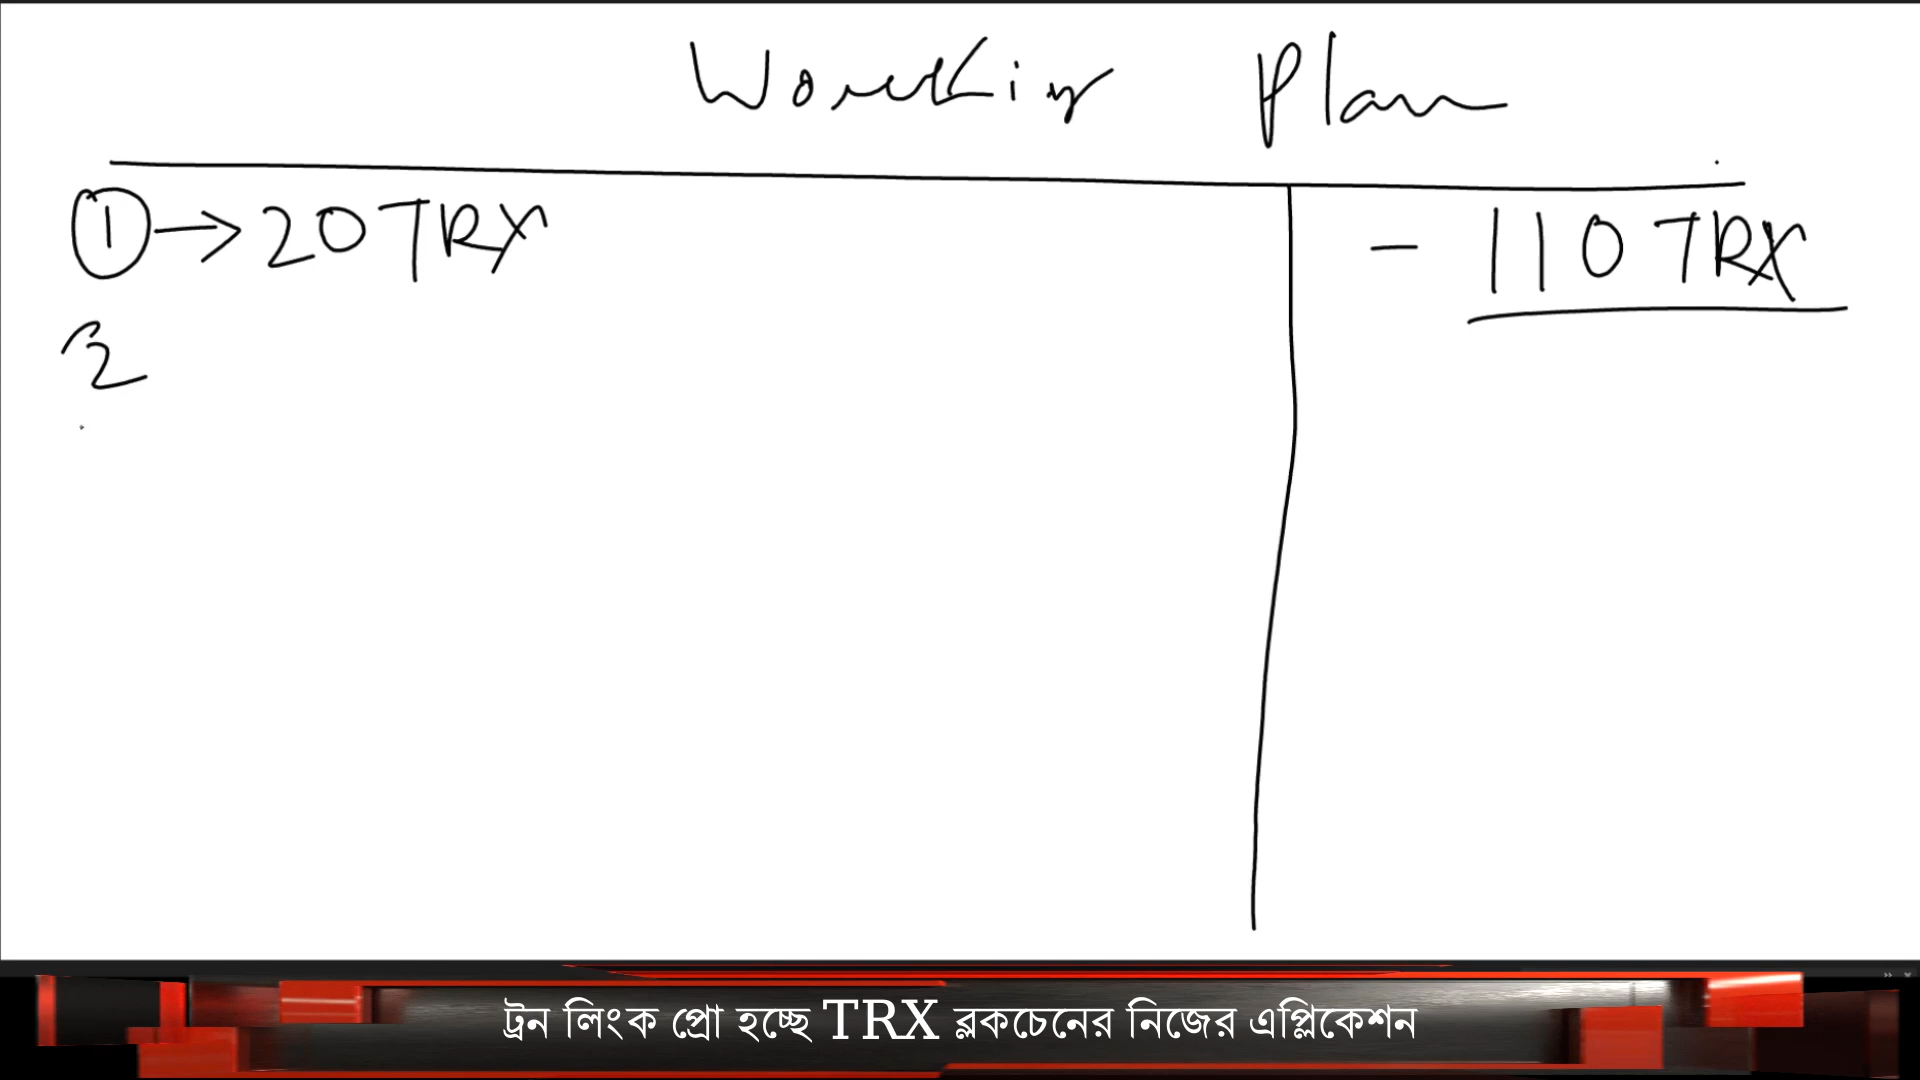 Working Plan
① → 20 TRX
- 110 TRX
2
ট্রন লিংক প্রো হচ্ছে TRX ব্লকচেনের নিজের এপ্লিকেশন